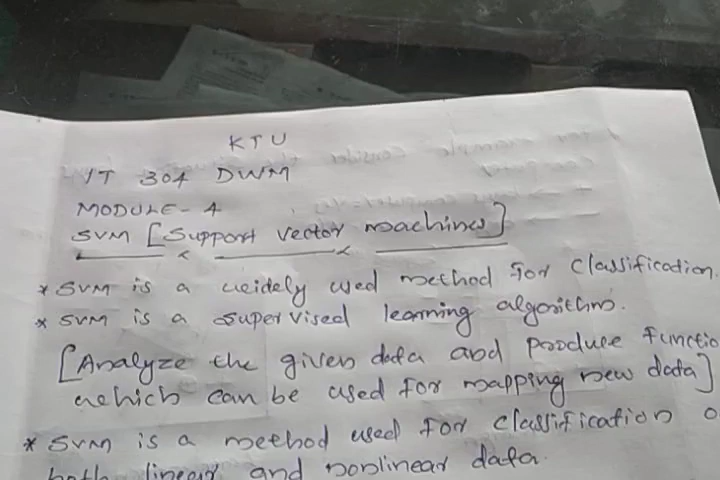 KTU
IT 304 DWM
MODULE-4
SVM [Support Vector machines]
* SVM is a widely used method for classification.
* SVM is a supervised learning algorithm.
[Analyze the given data and produce functio
which can be used for mapping new data]
* SVM is a method used for classification o
both linear and nonlinear data.